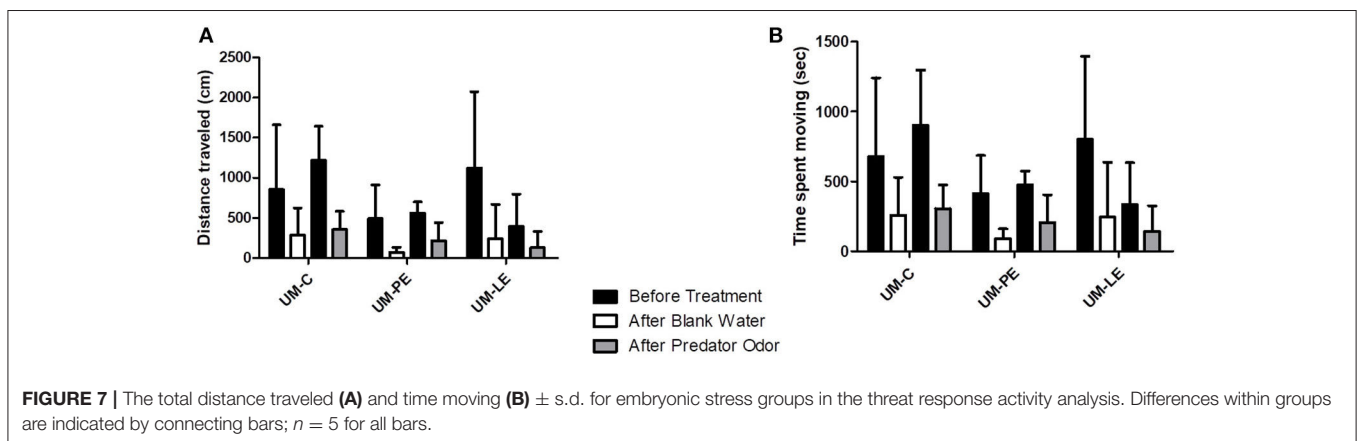 A
Distance traveled (cm)
2500
2000
1500
1000
500
0
UM-C
UM-PE
UM-LE
B
Time spent moving (sec)
1500
1000
500
0
UM-C
UM-PE
UM-LE
Before Treatment
After Blank Water
After Predator Odor
FIGURE 7 | The total distance traveled (A) and time moving (B) ± s.d. for embryonic stress groups in the threat response activity analysis. Differences within groups
are indicated by connecting bars; n = 5 for all bars.